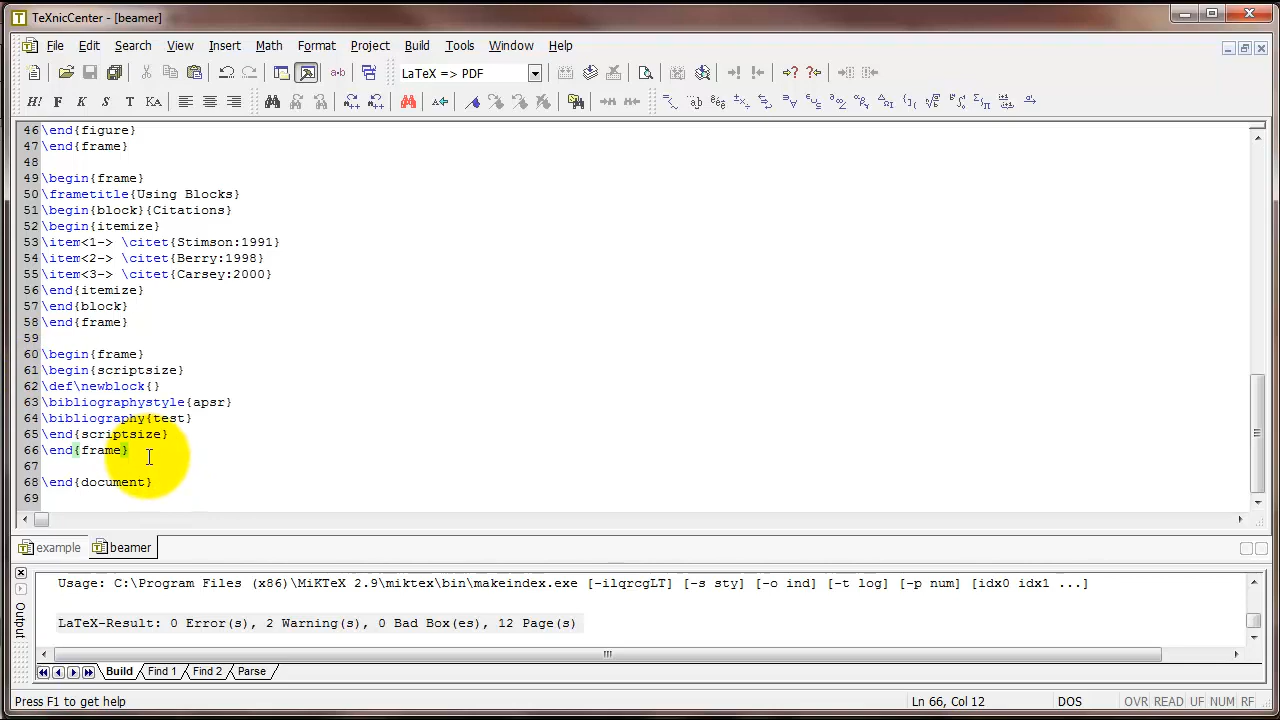 TeXnicCenter - [beamer]
File Edit Search View Insert Math Format Project Build Tools Window Help
LaTeX => PDF
46 \end{figure}
47 \end{frame}
48
49 \begin{frame}
50 \frametitle{Using Blocks}
51 \begin{block}{Citations}
52 \begin{itemize}
53 \item<1-> \citet{Stimson:1991}
54 \item<2-> \citet{Berry:1998}
55 \item<3-> \citet{Carsey:2000}
56 \end{itemize}
57 \end{block}
58 \end{frame}
59
60 \begin{frame}
61 \begin{scriptsize}
62 \def\newblock{}
63 \bibliographystyle{apsr}
64 \bibliography{test}
65 \end{scriptsize}
66 \end{frame}
67
68 \end{document}
69
example beamer
Output
Usage: C:\Program Files (x86)\MiKTeX 2.9\miktex\bin\makeindex.exe [-ilqrcgLT] [-s sty] [-o ind] [-t log] [-p num] [idx0 idx1 ...]
LaTeX-Result: 0 Error(s), 2 Warning(s), 0 Bad Box(es), 12 Page(s)
Build Find 1 Find 2 Parse
Press F1 to get help Ln 66, Col 12 DOS OVR READ UF NUM RF